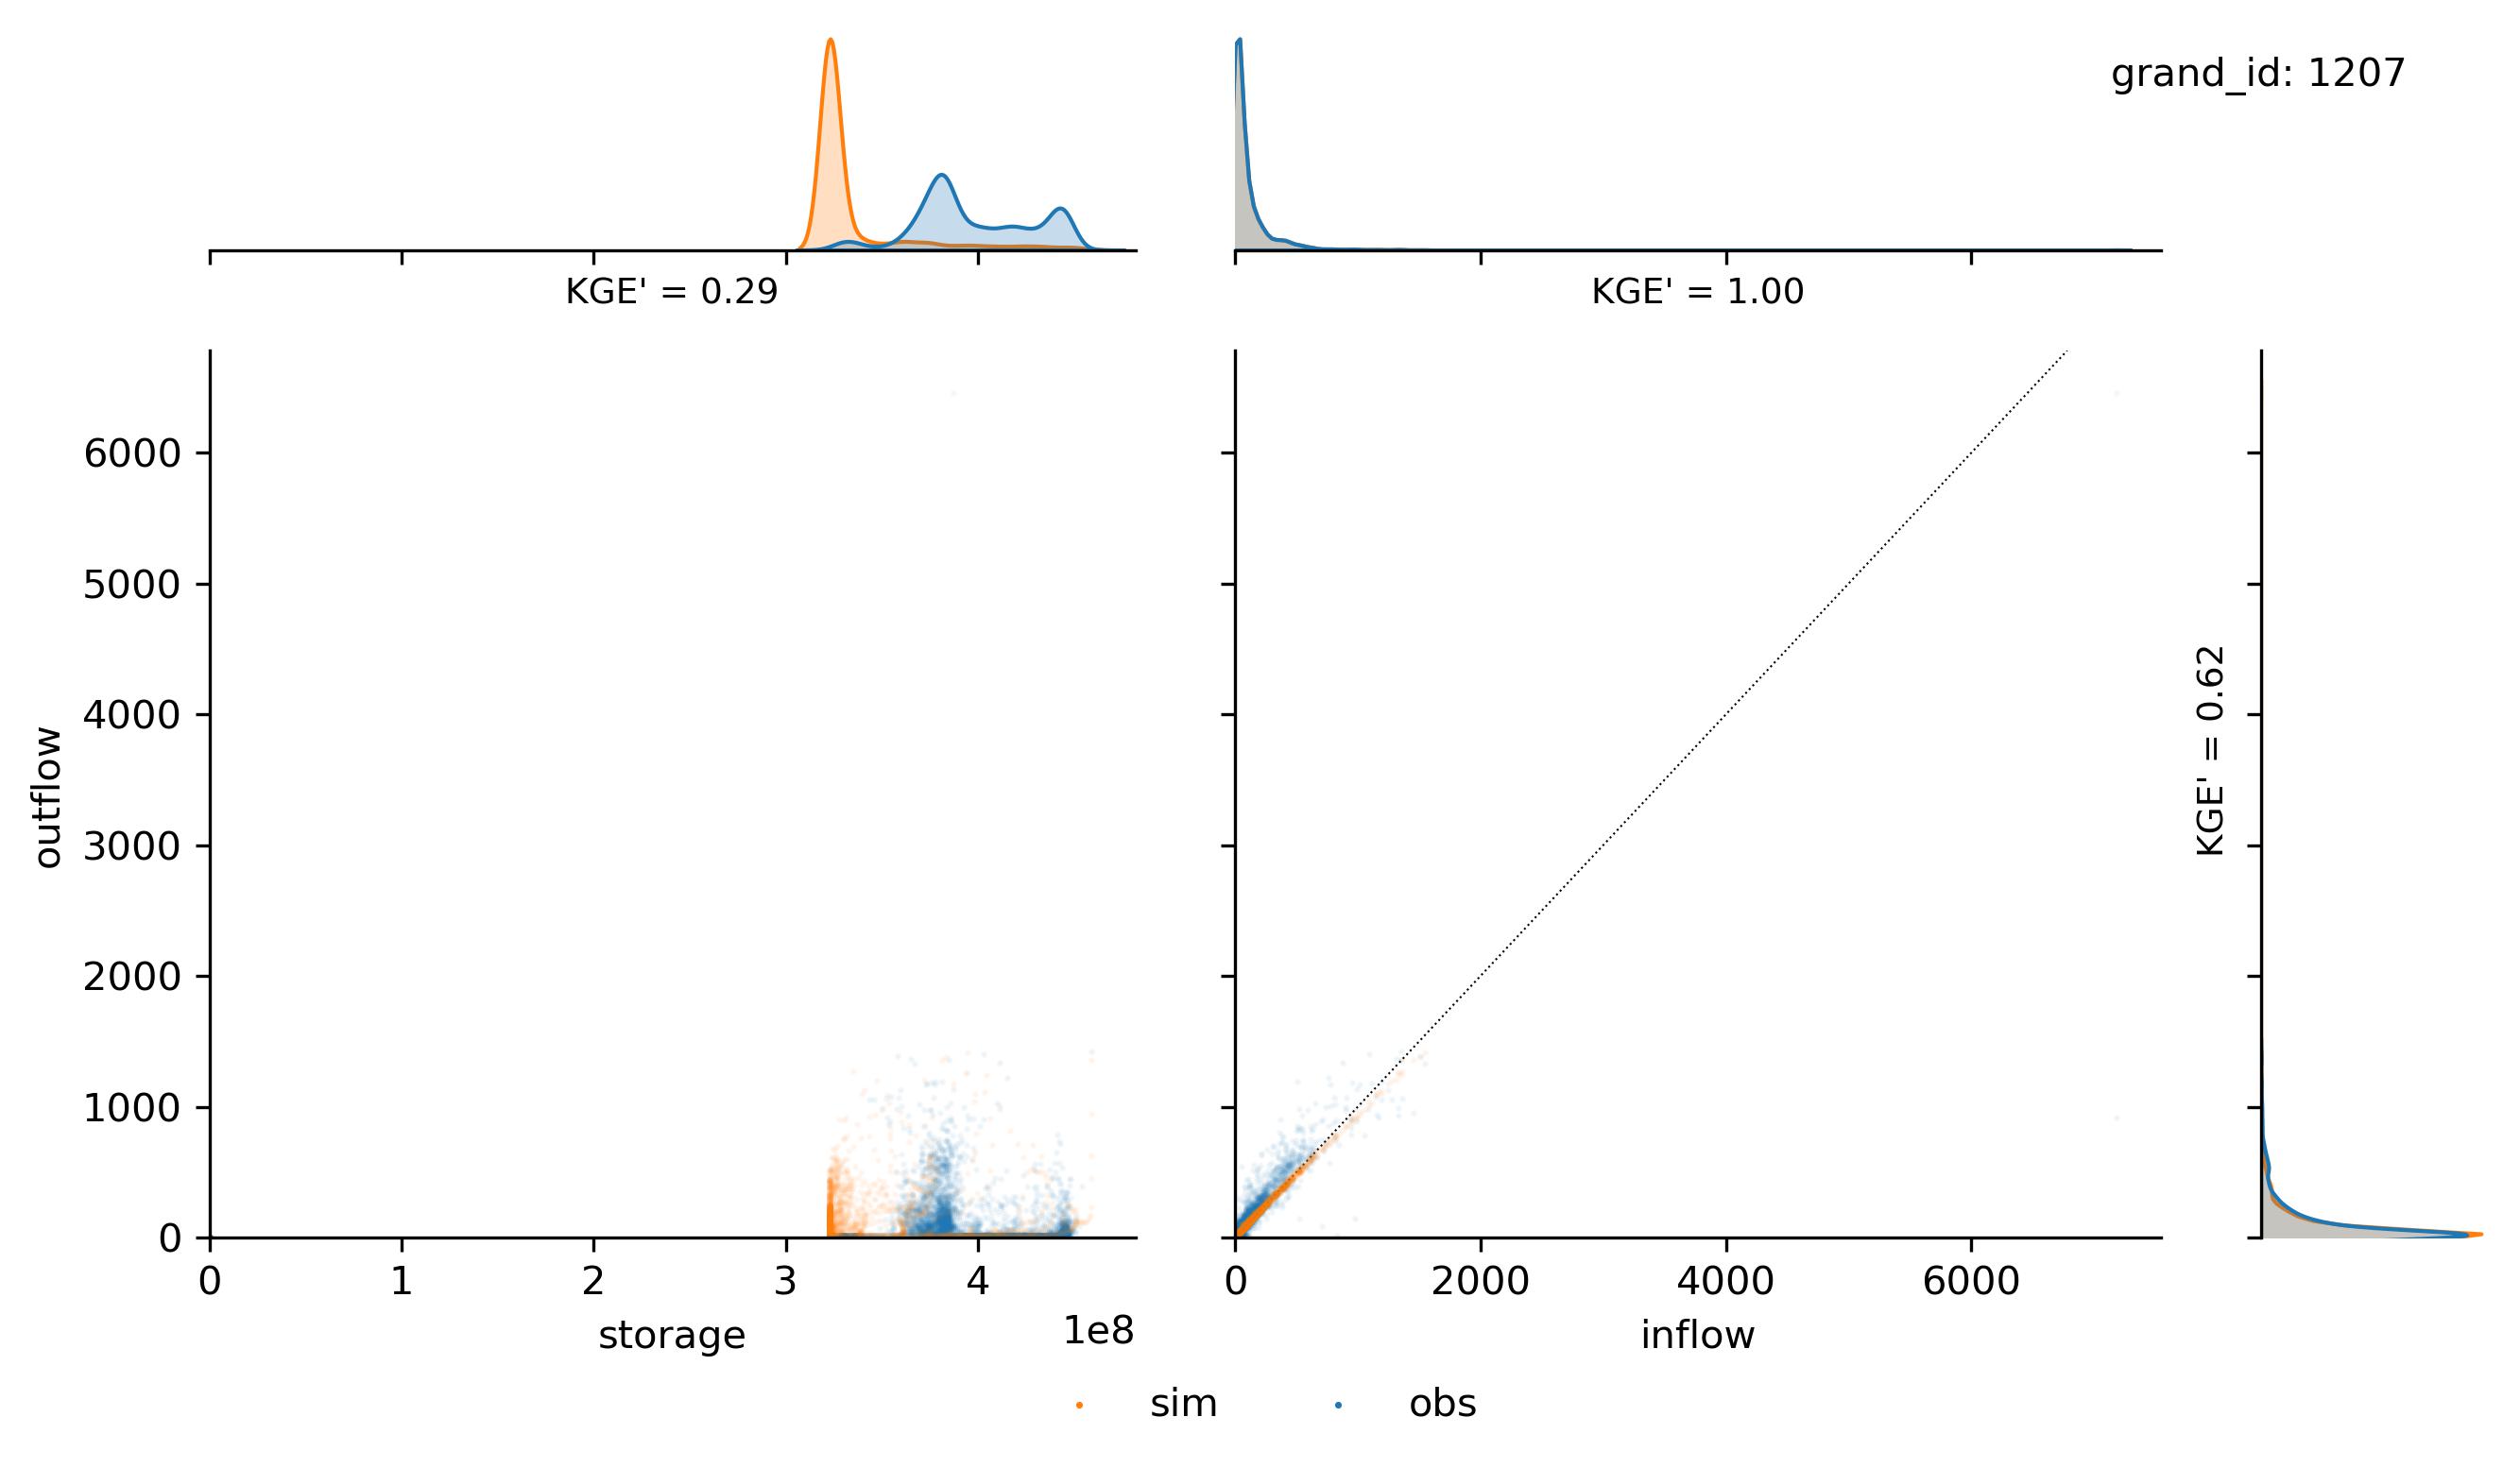 grand_id: 1207
KGE' = 0.29
KGE' = 1.00
6000
5000
4000
3000
2000
1000
0
outflow
KGE' = 0.62
0 1 2 3 4
1e8
storage
0 2000 4000 6000
inflow
sim obs